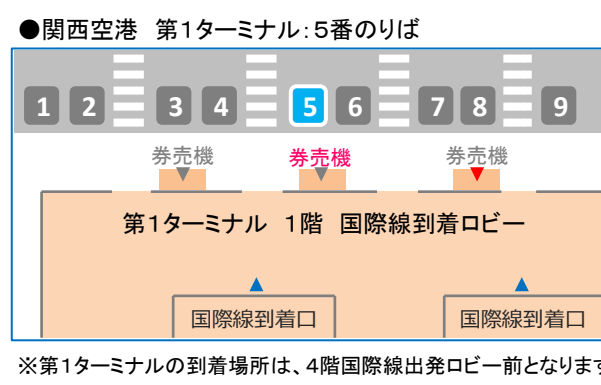 ●関西空港　第1ターミナル:5番のりば
1 2 3 4 5 6 7 8 9
券売機 券売機 券売機
第1ターミナル　1階　国際線到着ロビー
国際線到着口 国際線到着口
※第1ターミナルの到着場所は、4階国際線出発ロビー前となります